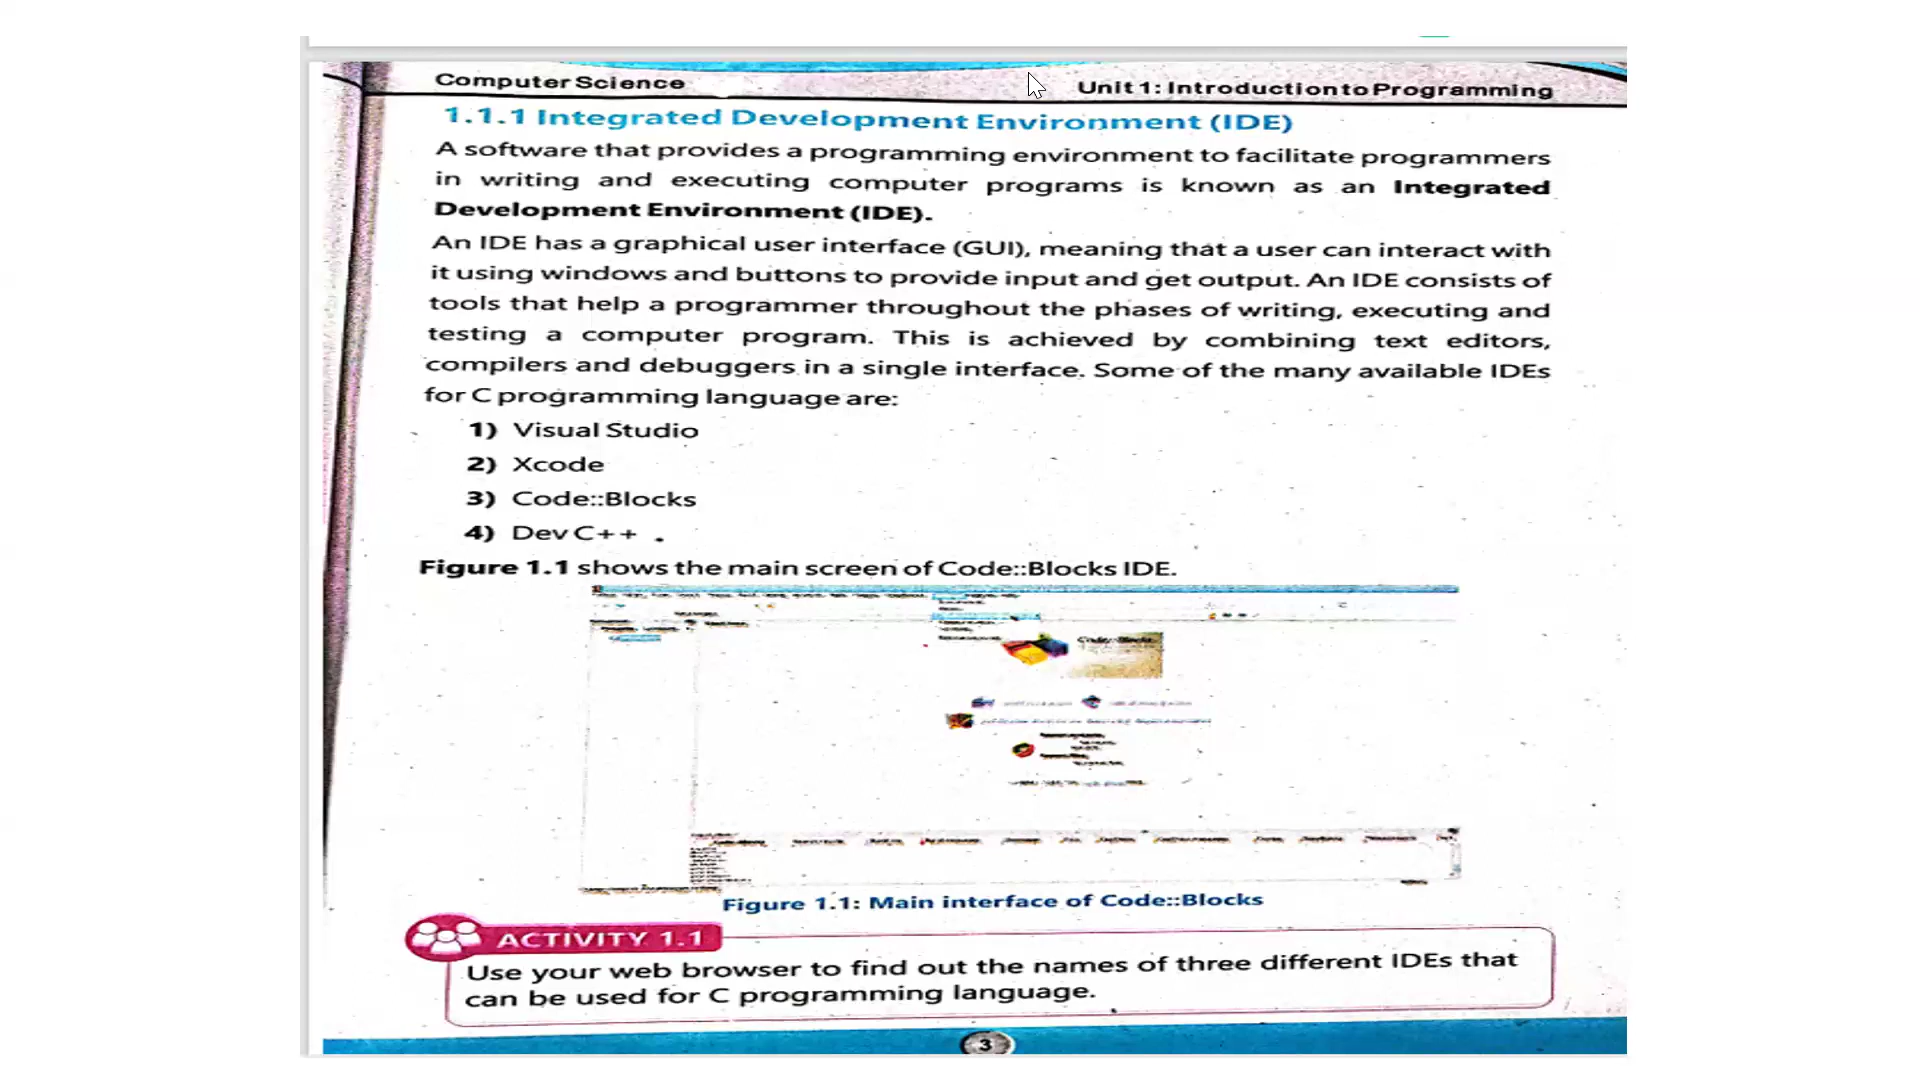 Computer Science
Unit 1: Introduction to Programming
1.1.1 Integrated Development Environment (IDE)
A software that provides a programming environment to facilitate programmers
in writing and executing computer programs is known as an Integrated
Development Environment (IDE).
An IDE has a graphical user interface (GUI), meaning that a user can interact with
it using windows and buttons to provide input and get output. An IDE consists of
tools that help a programmer throughout the phases of writing, executing and
testing a computer program. This is achieved by combining text editors,
compilers and debuggers in a single interface. Some of the many available IDEs
for C programming language are:
1) Visual Studio
2) Xcode
3) Code::Blocks
4) Dev C++
Figure 1.1 shows the main screen of Code::Blocks IDE.
Code::Blocks
Figure 1.1: Main interface of Code::Blocks
ACTIVITY 1.1
Use your web browser to find out the names of three different IDEs that
can be used for C programming language.
3